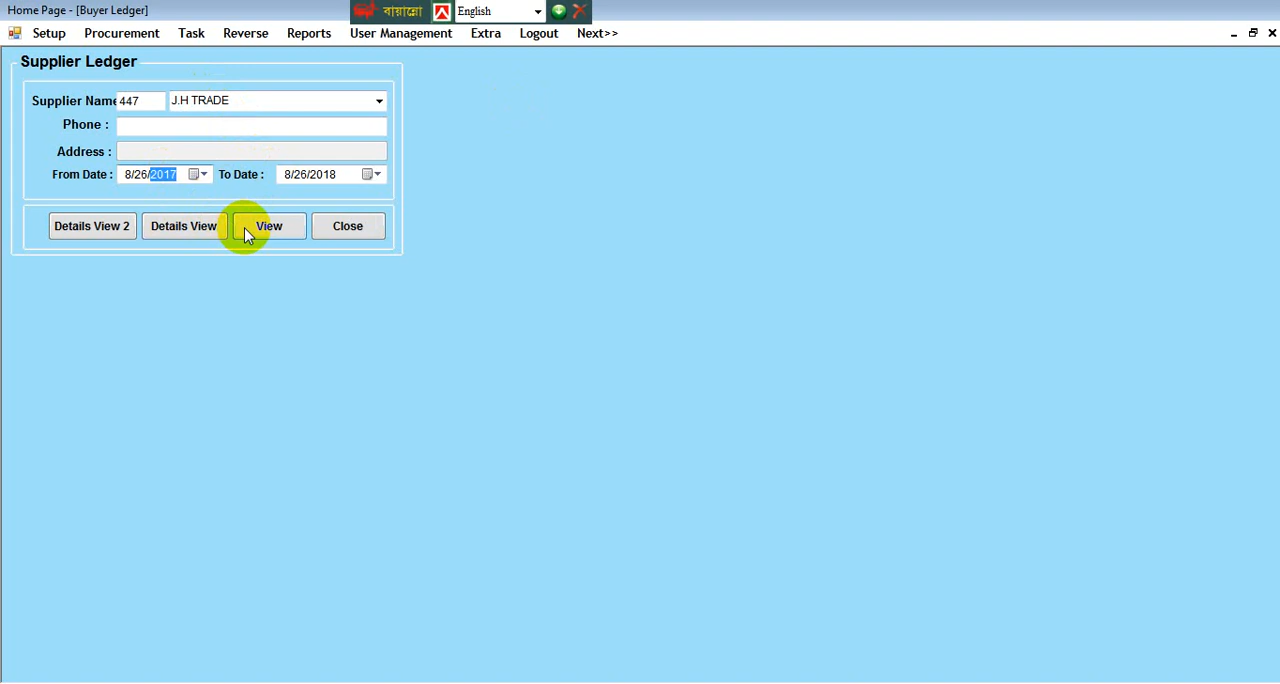 Home Page - [Buyer Ledger]
বায়ান্নো English
Setup Procurement Task Reverse Reports User Management Extra Logout Next>>
Supplier Ledger
Supplier Name 447 J.H TRADE
Phone :
Address :
From Date : 8/26/2017 To Date : 8/26/2018
Details View 2 Details View View Close